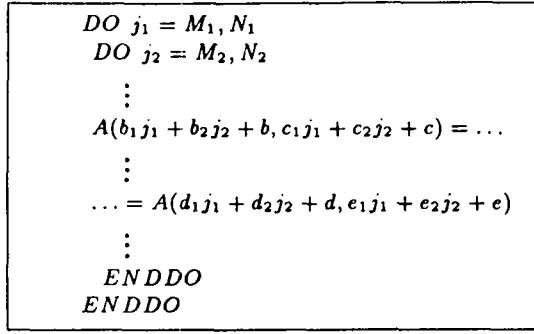 DO j₁ = M₁, N₁
DO j₂ = M₂, N₂
⋮
A(b₁j₁ + b₂j₂ + b, c₁j₁ + c₂j₂ + c) = ...
⋮
... = A(d₁j₁ + d₂j₂ + d, e₁j₁ + e₂j₂ + e)
⋮
ENDDO
ENDDO